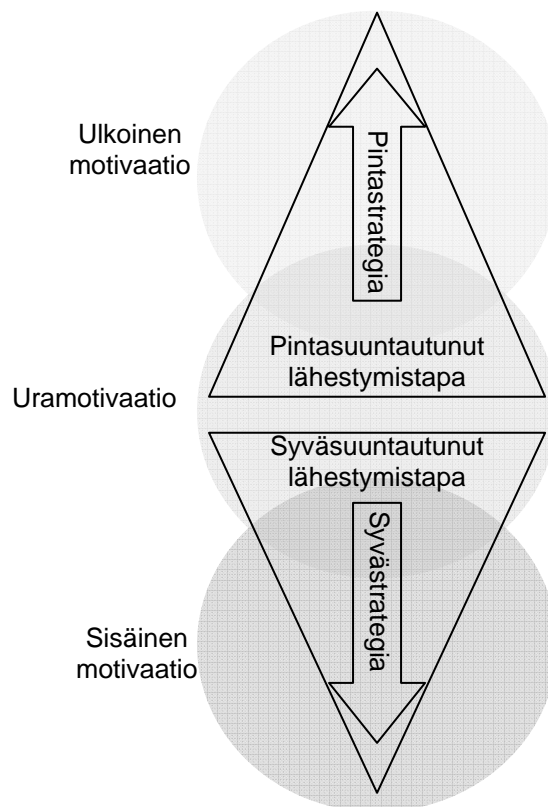 Ulkoinen
motivaatio
Pintastrategia
Pintasuuntautunut
lähestymistapa
Uramotivaatio
Syväsuuntautunut
lähestymistapa
Syvästrategia
Sisäinen
motivaatio